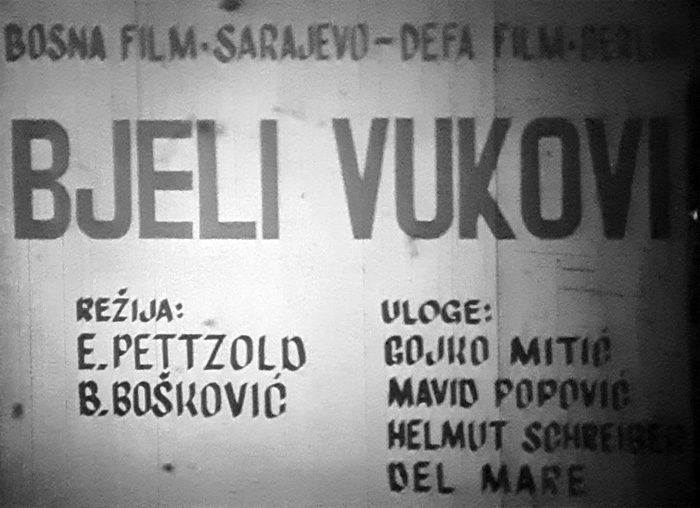 BOSNA FILM·SARAJEVO-DEFA FILM·BERLIN
BJELI VUKOVI
REŽIJA:
E. PETTZOLD
B. BOŠKOVIĆ
ULOGE:
GOJKO MITIĆ
MAVID POPOVIĆ
HELMUT SCHREIBER
DEL MARE